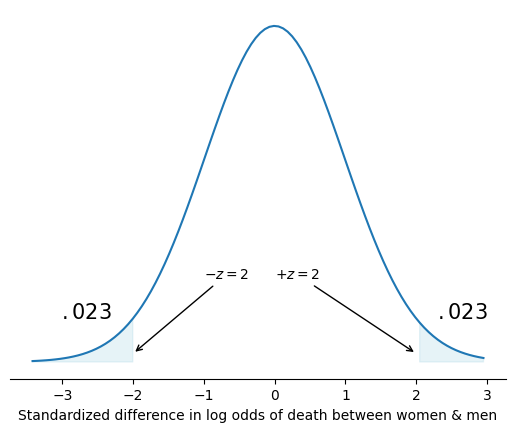 −z = 2 +z = 2
.023 .023
−3 −2 −1 0 1 2 3
Standardized difference in log odds of death between women & men